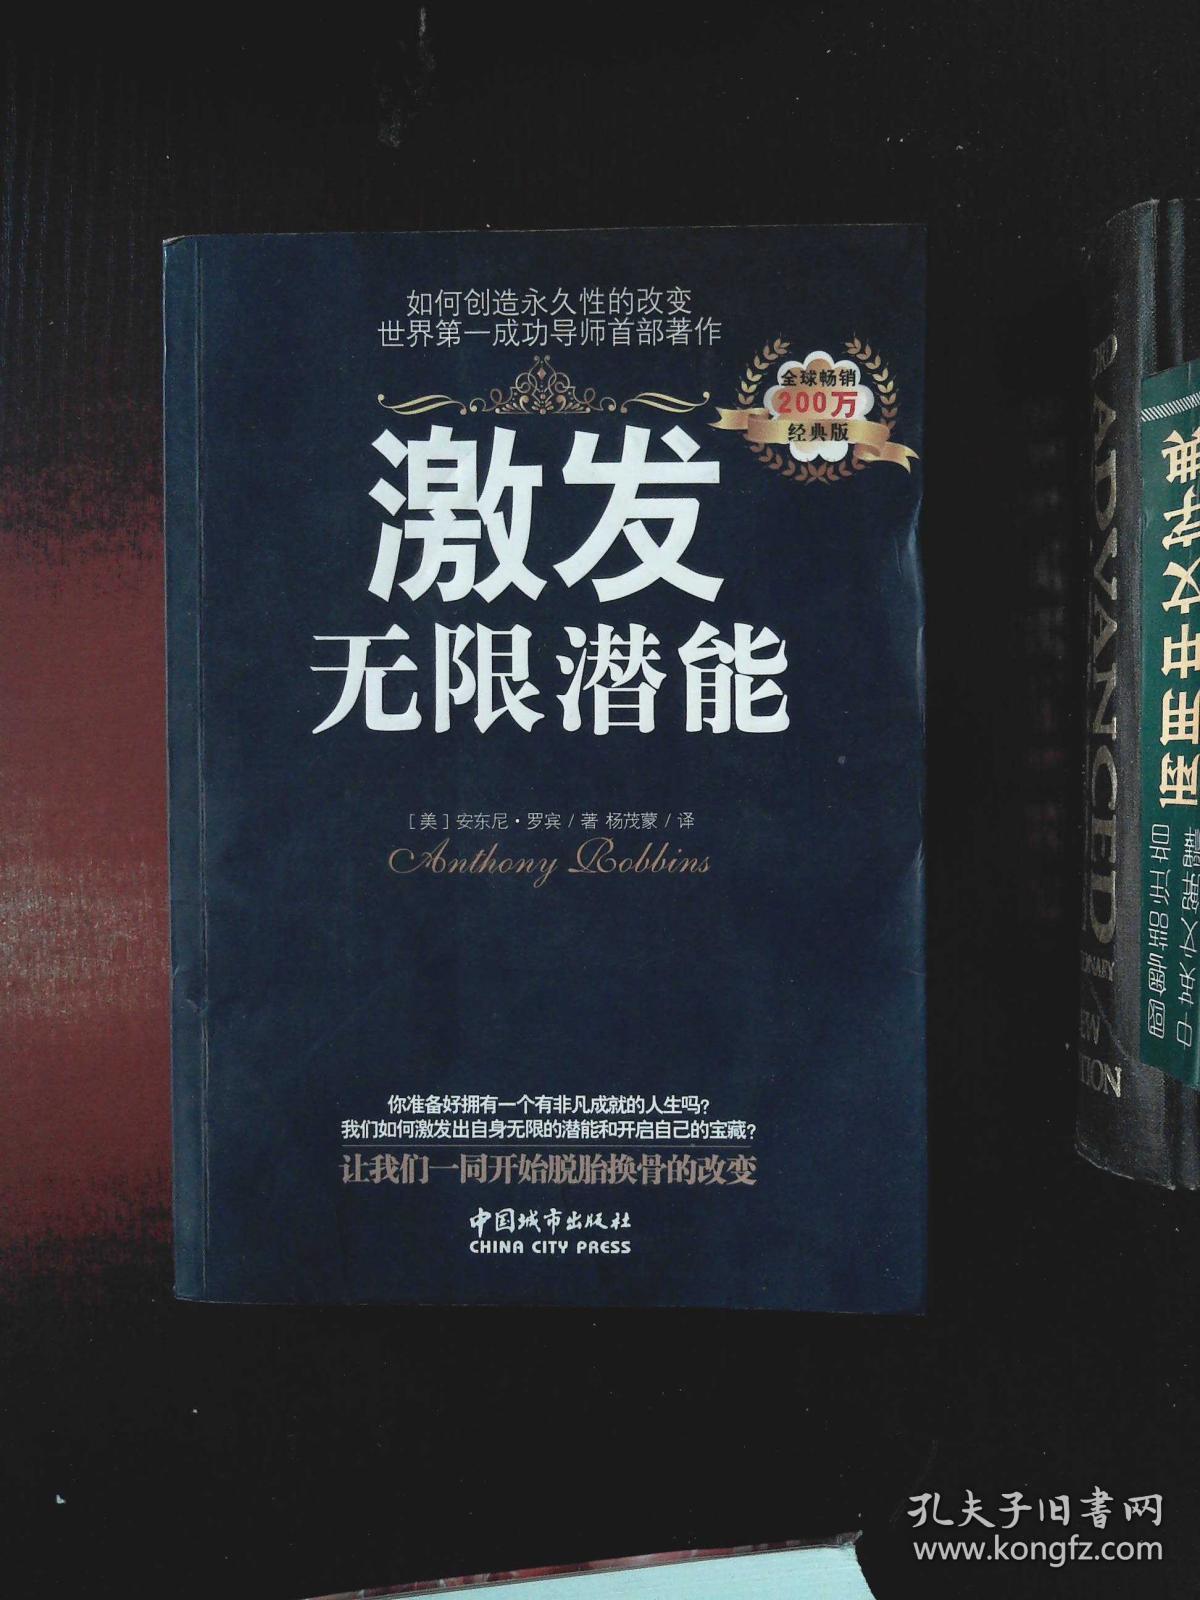 如何创造永久性的改变
世界第一成功导师首部著作
全球畅销
200万
经典版
激发
无限潜能
[美]安东尼·罗宾/著 杨茂蒙/译
Anthony Robbins
你准备好拥有一个有非凡成就的人生吗?
我们如何激发出自身无限的潜能和开启自己的宝藏?
让我们一同开始脱胎换骨的改变
中国城市出版社
CHINA CITY PRESS
ADVANCED
孔夫子旧书网
www.kongfz.com